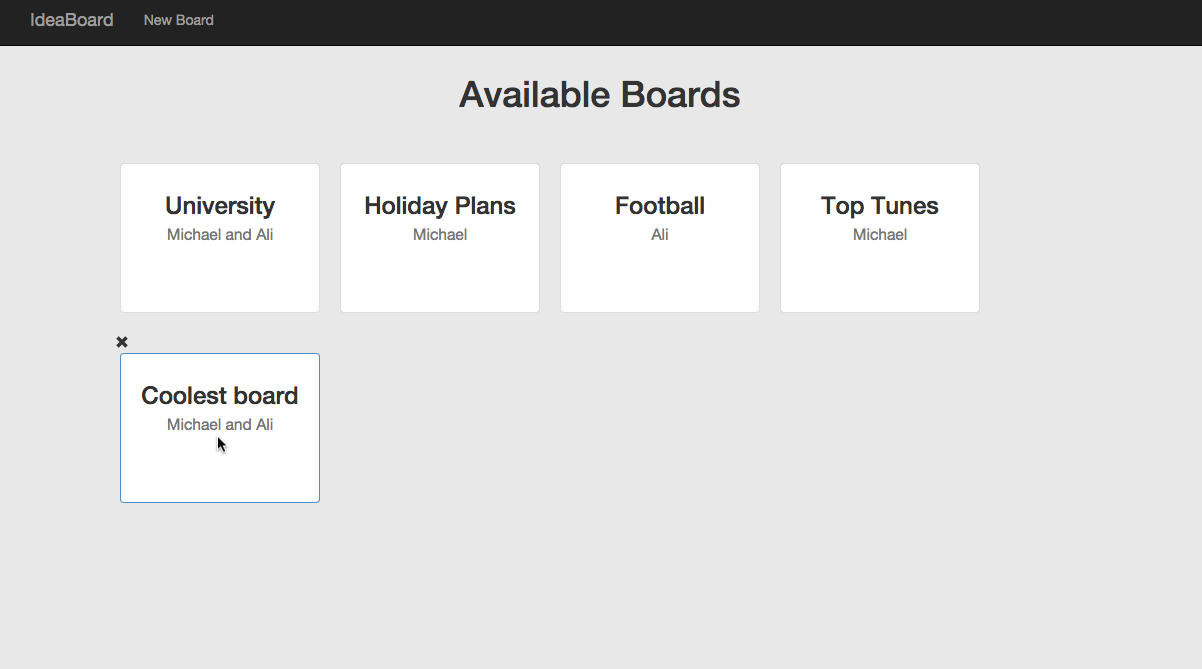 IdeaBoard New Board
Available Boards
University
Michael and Ali
Holiday Plans
Michael
Football
Ali
Top Tunes
Michael
Coolest board
Michael and Ali